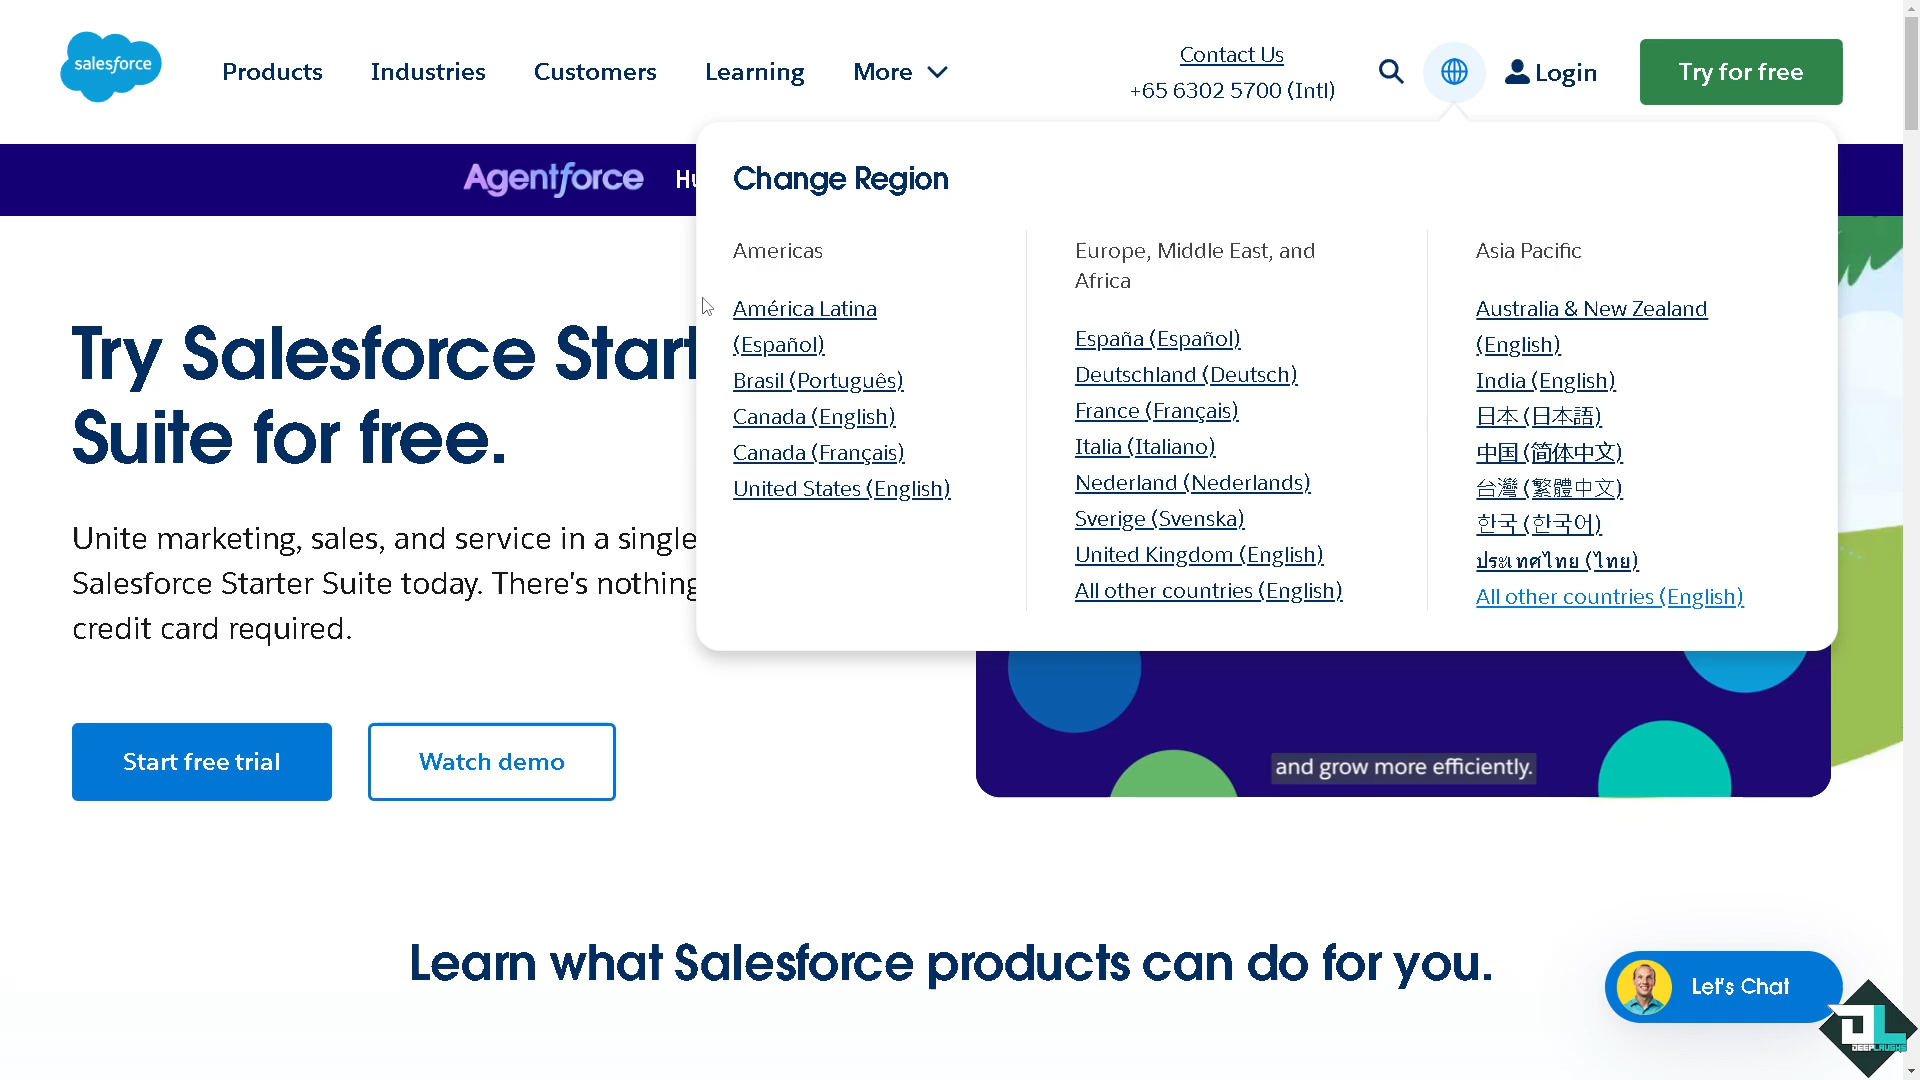 salesforce
Products
Industries
Customers
Learning
More
Contact Us
+65 6302 5700 (Intl)
Login
Try for free
Agentforce
Change Region
Americas
América Latina
(Español)
Brasil (Português)
Canada (English)
Canada (Français)
United States (English)
Europe, Middle East, and
Africa
España (Español)
Deutschland (Deutsch)
France (Français)
Italia (Italiano)
Nederland (Nederlands)
Sverige (Svenska)
United Kingdom (English)
All other countries (English)
Asia Pacific
Australia & New Zealand
(English)
India (English)
日本 (日本語)
中国 (简体中文)
台灣 (繁體中文)
한국 (한국어)
ประเทศไทย (ไทย)
All other countries (English)
Try Salesforce Start
Suite for free.
Unite marketing, sales, and service in a single
Salesforce Starter Suite today. There's nothing
credit card required.
Start free trial
Watch demo
and grow more efficiently.
Learn what Salesforce products can do for you.
Let's Chat
DEEPLAUGHS